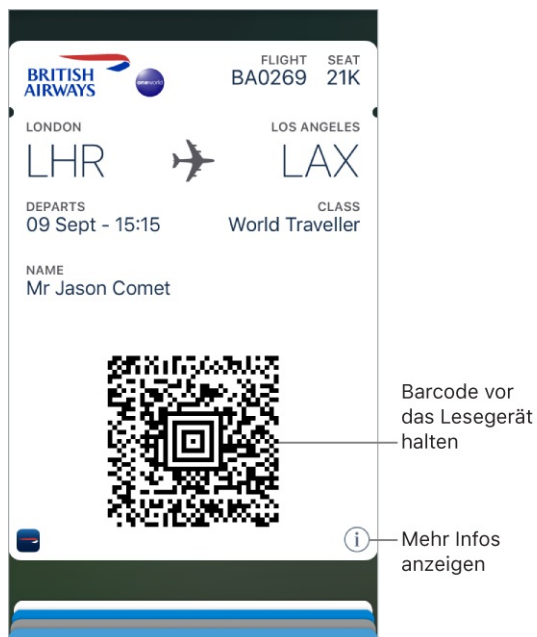 BRITISH
AIRWAYS
oneworld
FLIGHT SEAT
BA0269 21K
LONDON LOS ANGELES
LHR LAX
DEPARTS CLASS
09 Sept - 15:15 World Traveller
NAME
Mr Jason Comet
Barcode vor
das Lesegerät
halten
i
Mehr Infos
anzeigen